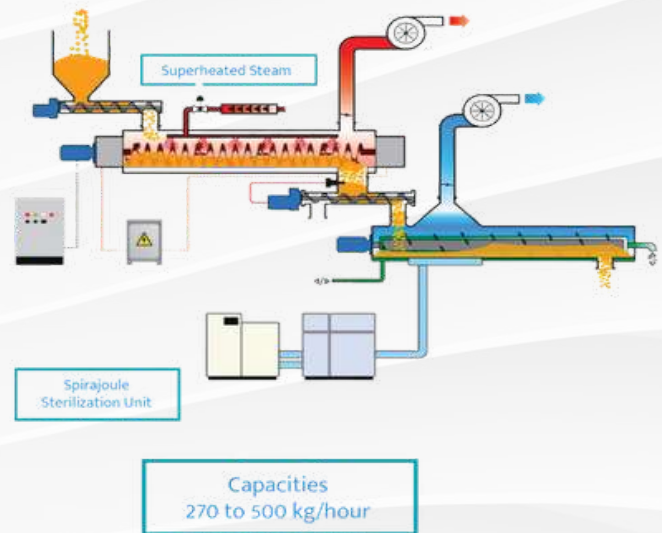 Superheated Steam
Spirajoule
Sterilization Unit
Capacities
270 to 500 kg/hour